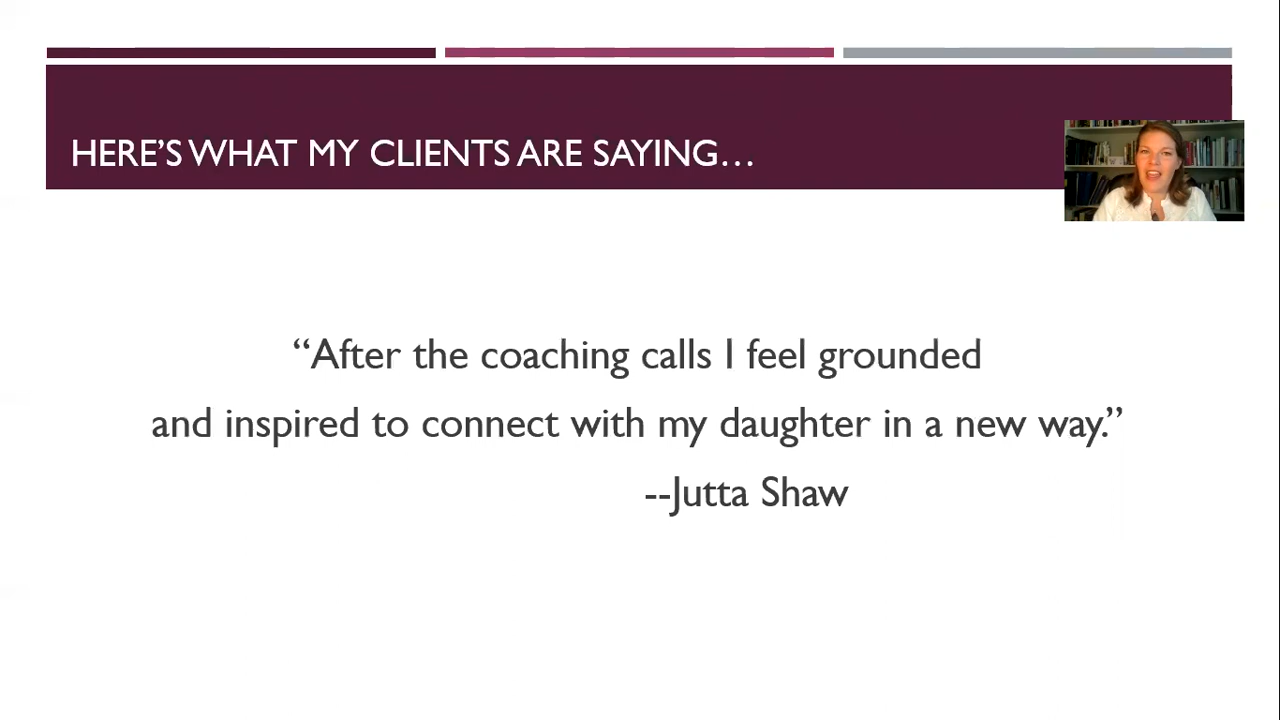 HERE’S WHAT MY CLIENTS ARE SAYING…
“After the coaching calls I feel grounded
and inspired to connect with my daughter in a new way.”
--Jutta Shaw